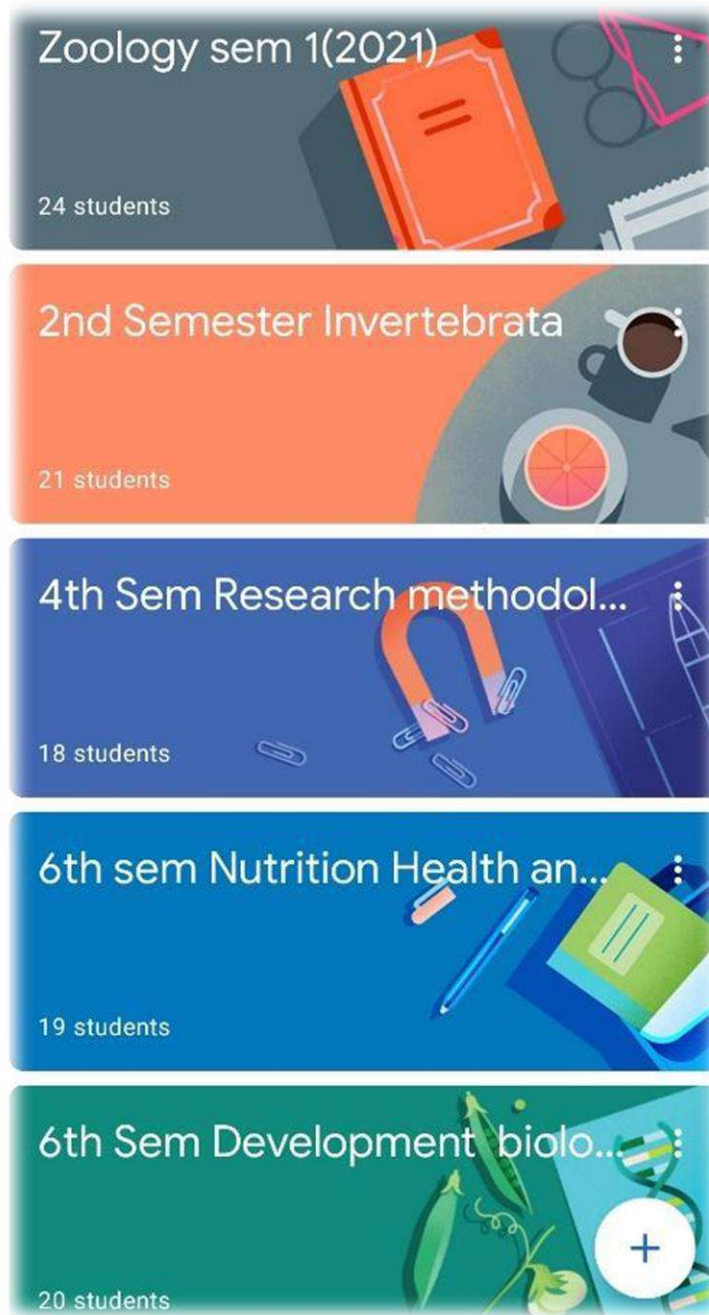 Zoology sem 1(2021)
24 students
2nd Semester Invertebrata
21 students
4th Sem Research methodol...
18 students
6th sem Nutrition Health an...
19 students
6th Sem Development biolo...
20 students